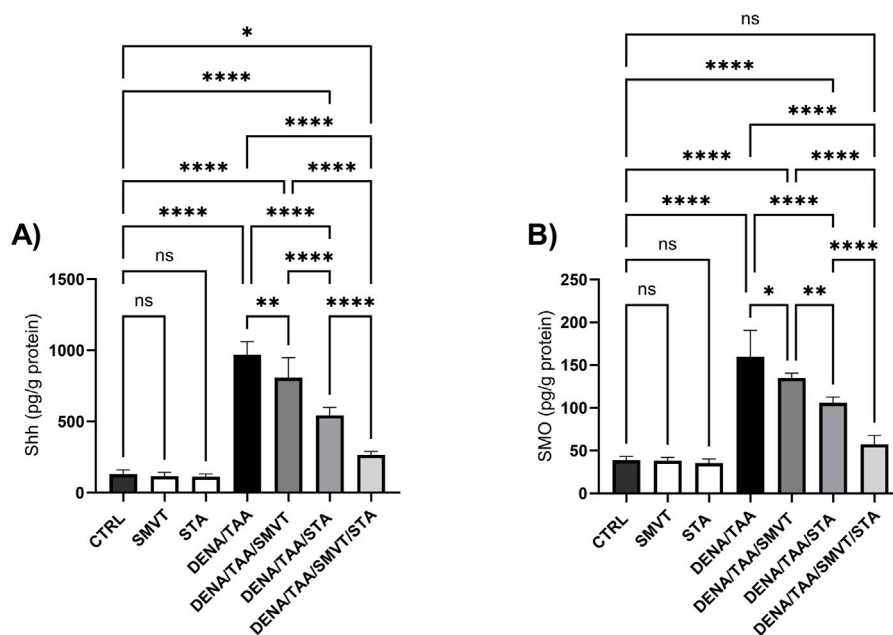 A)
*
****
****
****
****
****
****
ns
****
ns
**
****
Shh (pg/g protein)
1500
1000
500
0
CTRL
SMVT
STA
DENA/TAA
DENA/TAA/SMVT
DENA/TAA/STA
DENA/TAA/SMVT/STA
B)
ns
****
****
****
****
****
****
ns
****
ns
*
**
SMO (pg/g protein)
250
200
150
100
50
0
CTRL
SMVT
STA
DENA/TAA
DENA/TAA/SMVT
DENA/TAA/STA
DENA/TAA/SMVT/STA